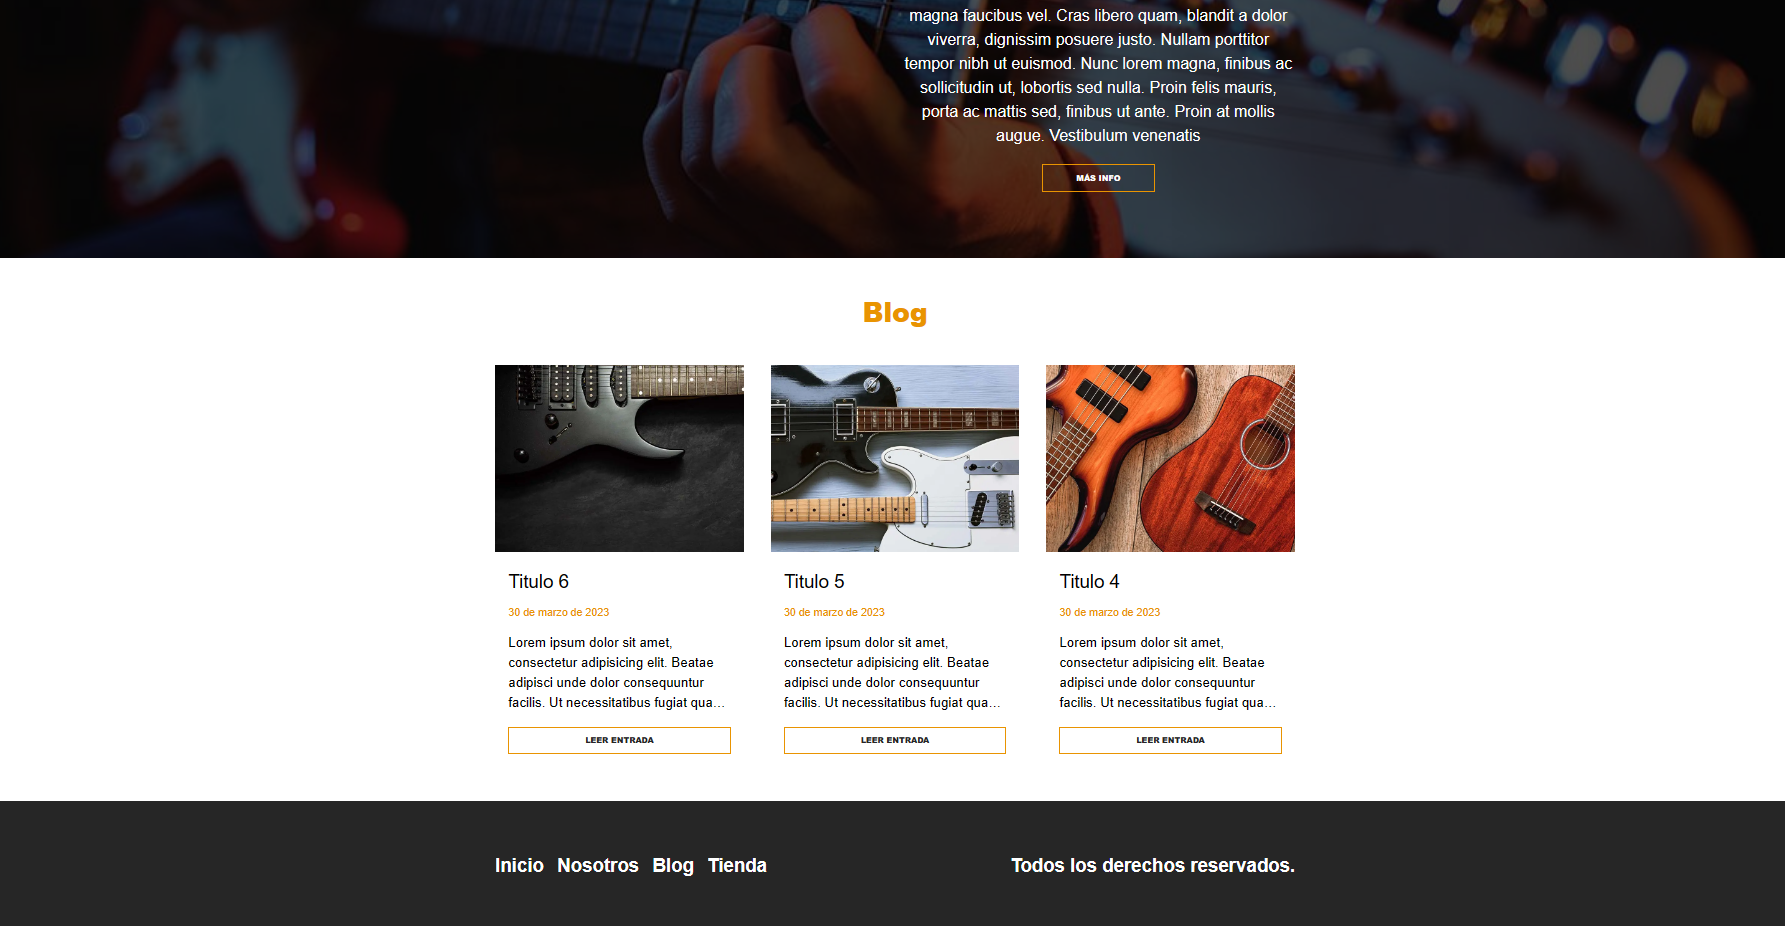 magna faucibus vel. Cras libero quam, blandit a dolor
viverra, dignissim posuere justo. Nullam porttitor
tempor nibh ut euismod. Nunc lorem magna, finibus ac
sollicitudin ut, lobortis sed nulla. Proin felis mauris,
porta ac mattis sed, finibus ut ante. Proin at mollis
augue. Vestibulum venenatis
MÁS INFO
Blog
Titulo 6
30 de marzo de 2023
Lorem ipsum dolor sit amet,
consectetur adipisicing elit. Beatae
adipisci unde dolor consequuntur
facilis. Ut necessitatibus fugiat qua...
LEER ENTRADA
Titulo 5
30 de marzo de 2023
Lorem ipsum dolor sit amet,
consectetur adipisicing elit. Beatae
adipisci unde dolor consequuntur
facilis. Ut necessitatibus fugiat qua...
LEER ENTRADA
Titulo 4
30 de marzo de 2023
Lorem ipsum dolor sit amet,
consectetur adipisicing elit. Beatae
adipisci unde dolor consequuntur
facilis. Ut necessitatibus fugiat qua...
LEER ENTRADA
Inicio Nosotros Blog Tienda
Todos los derechos reservados.